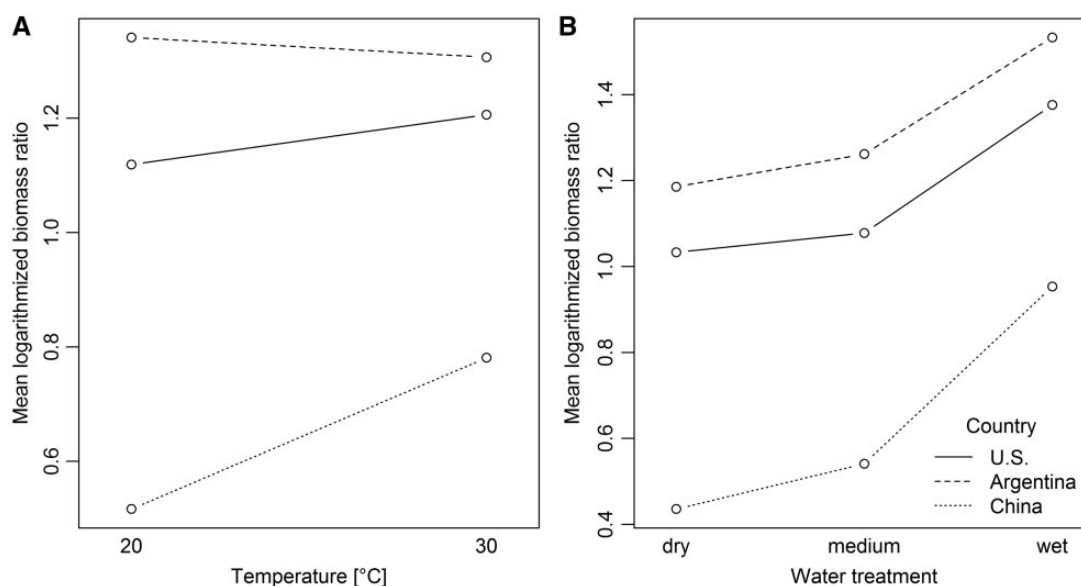 A
Mean logarithmized biomass ratio
1.2
1.0
0.8
0.6
20
30
Temperature [°C]
B
Mean logarithmized biomass ratio
1.4
1.2
1.0
0.8
0.6
0.4
dry
medium
wet
Water treatment
Country
U.S.
Argentina
China